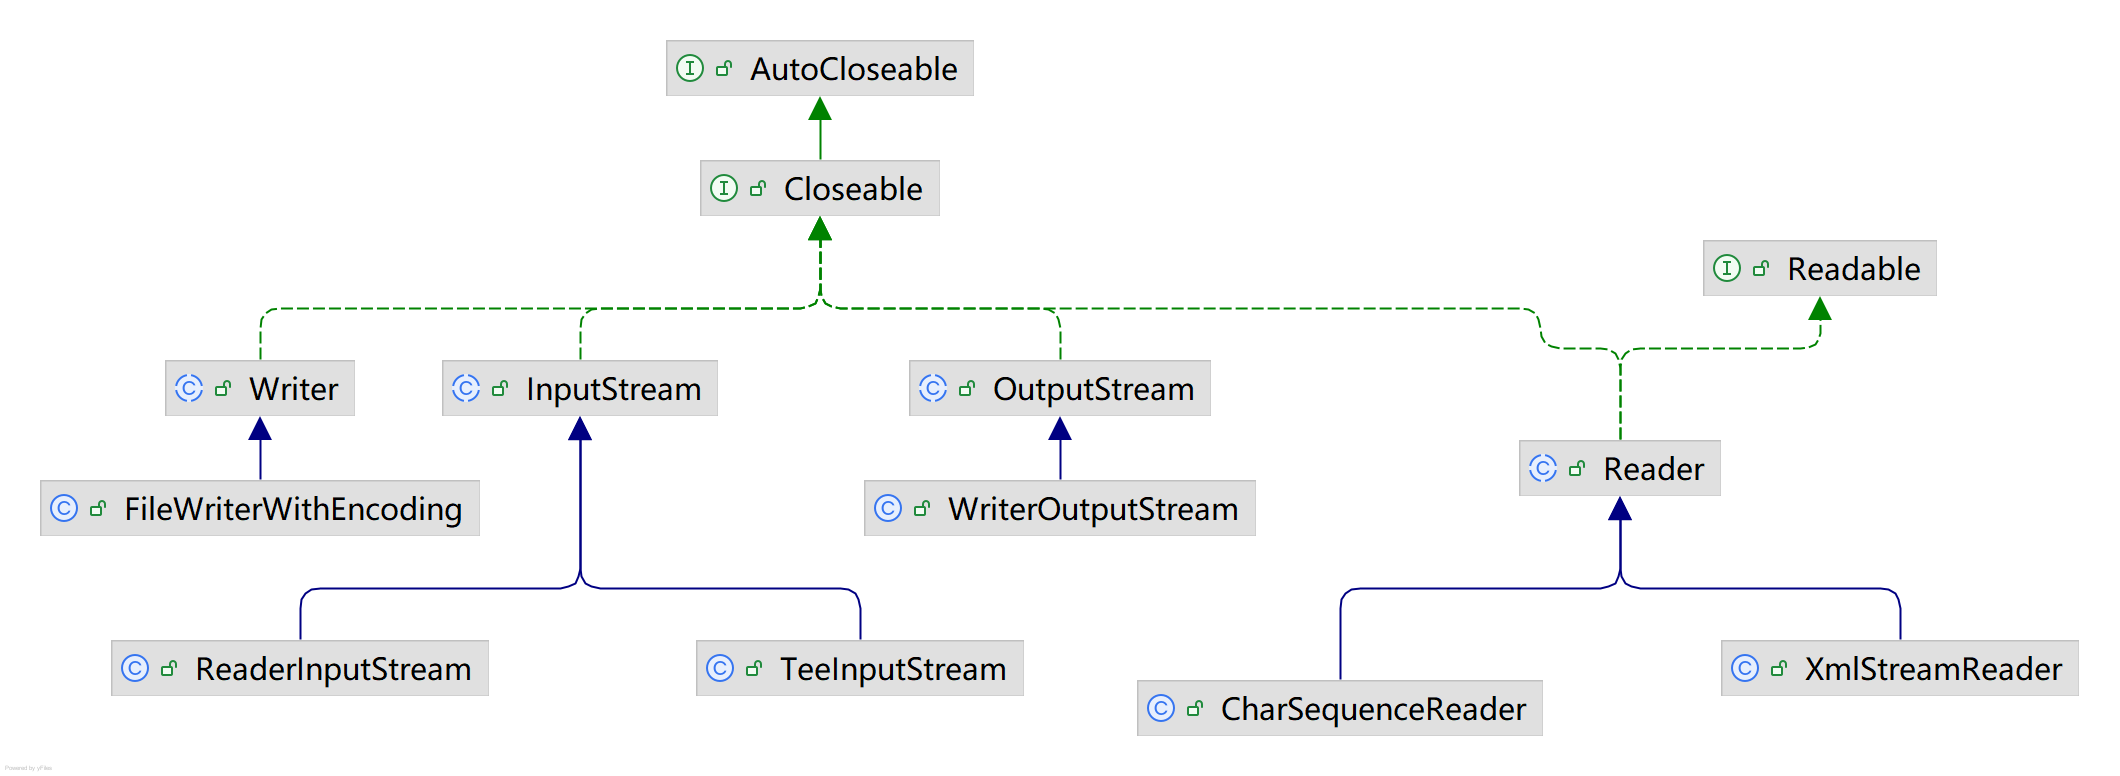 AutoCloseable
Closeable
Readable
Writer
InputStream
OutputStream
Reader
FileWriterWithEncoding
WriterOutputStream
ReaderInputStream
TeeInputStream
XmlStreamReader
CharSequenceReader
Powered by yFiles